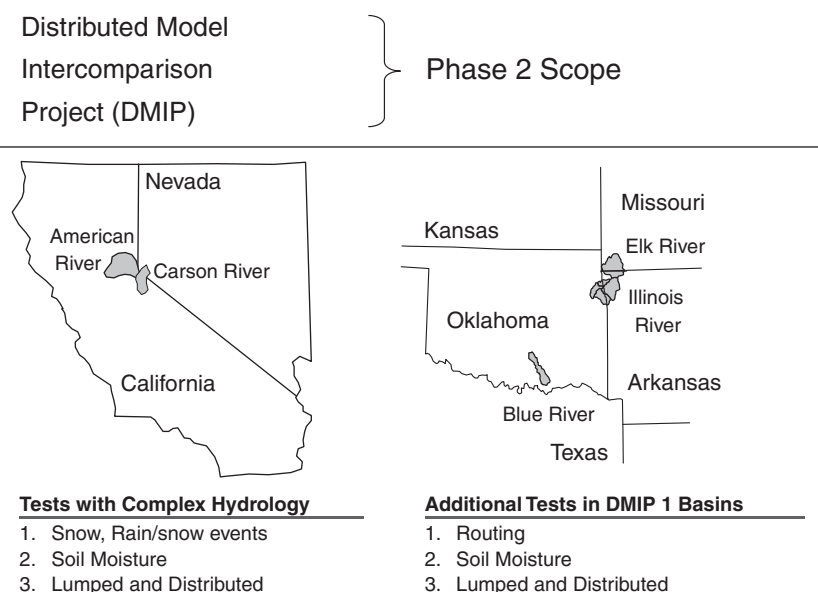 Distributed Model
Intercomparison
Project (DMIP)
Phase 2 Scope
Nevada
American
River
Carson River
California
Missouri
Kansas
Elk River
Illinois
River
Oklahoma
Arkansas
Blue River
Texas
Tests with Complex Hydrology
1. Snow, Rain/snow events
2. Soil Moisture
3. Lumped and Distributed
Additional Tests in DMIP 1 Basins
1. Routing
2. Soil Moisture
3. Lumped and Distributed